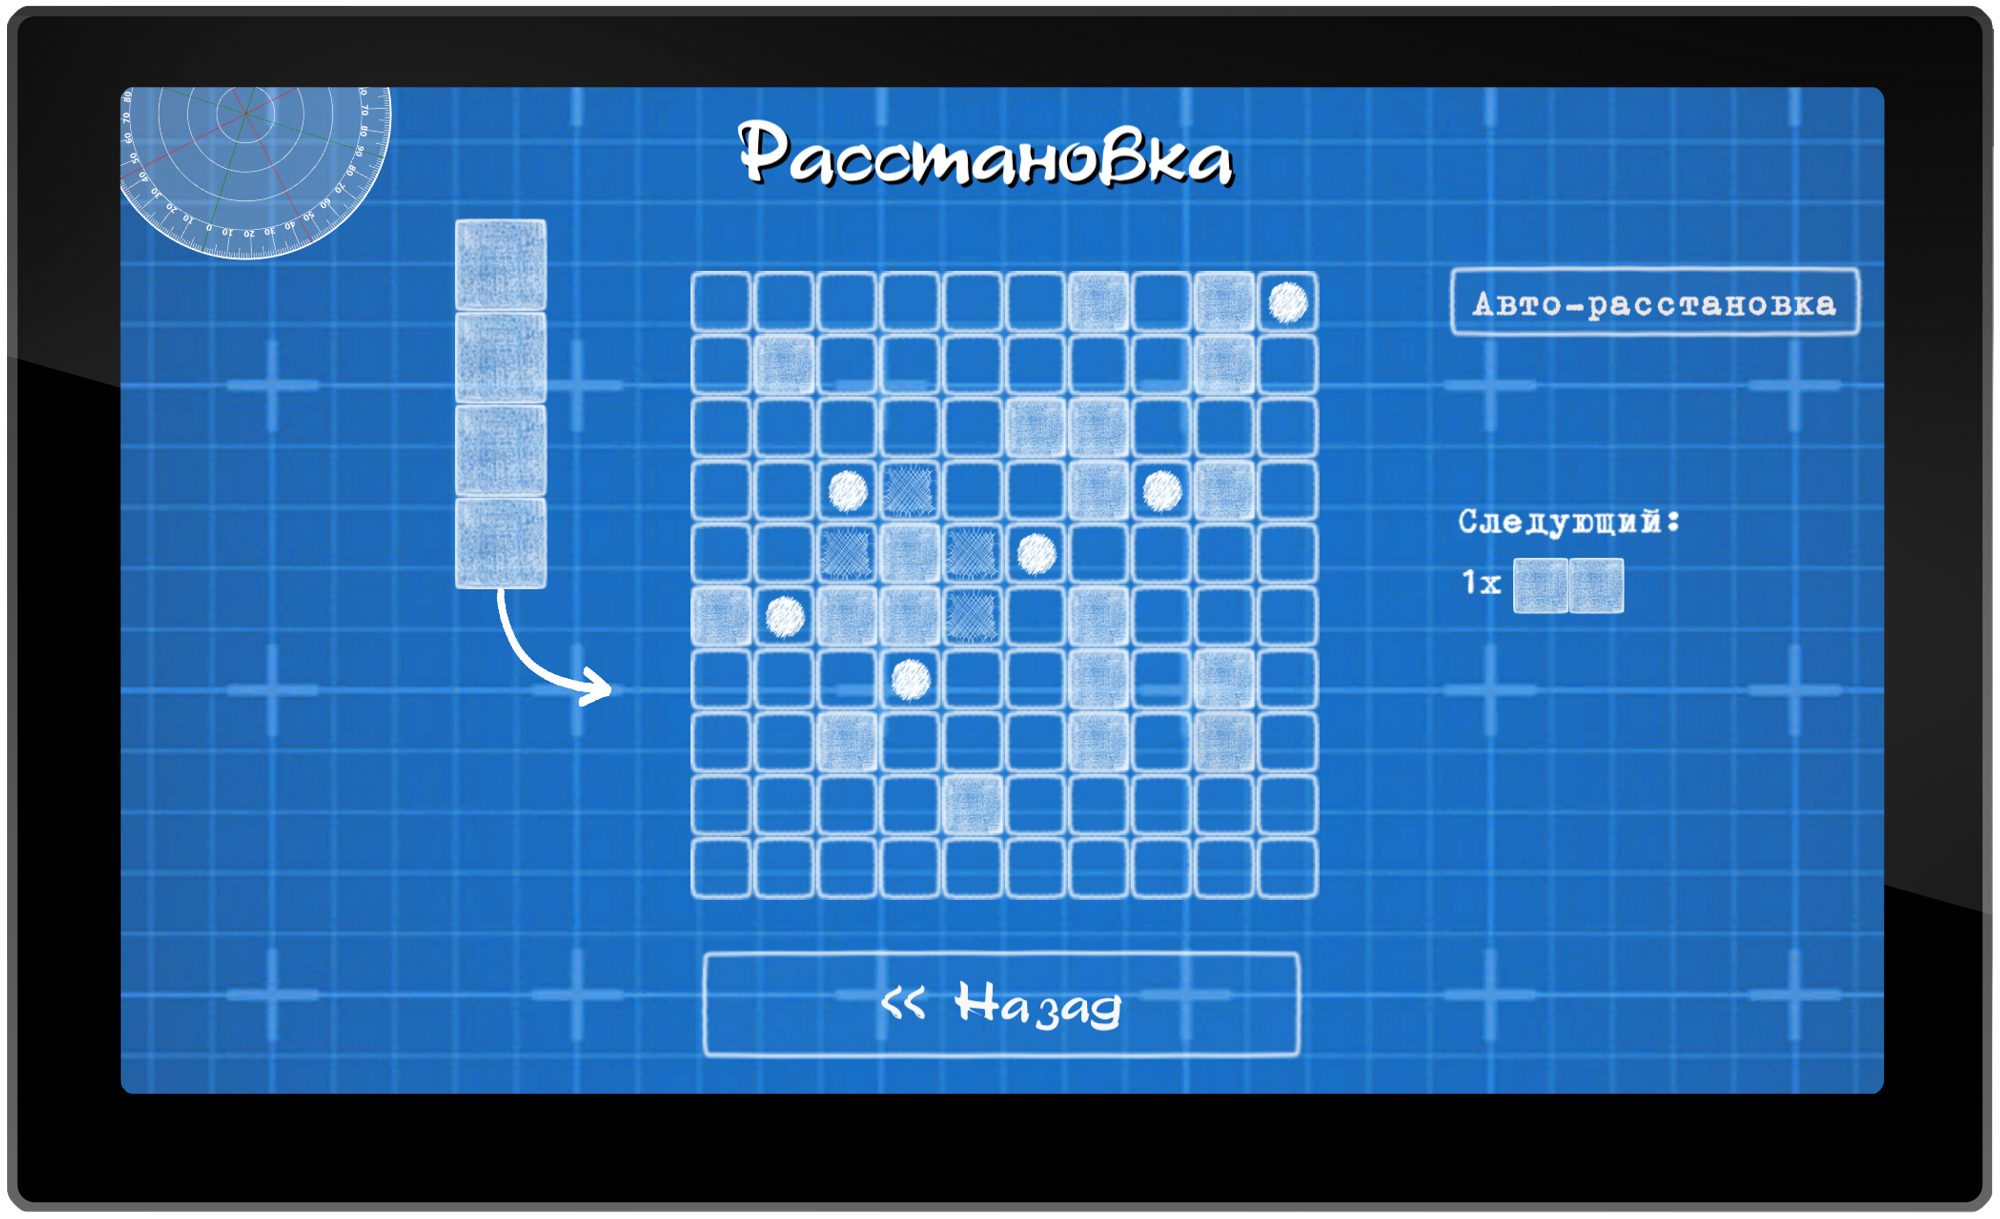 Расстановка
Авто-расстановка
Следующий:
1x
<< Назад